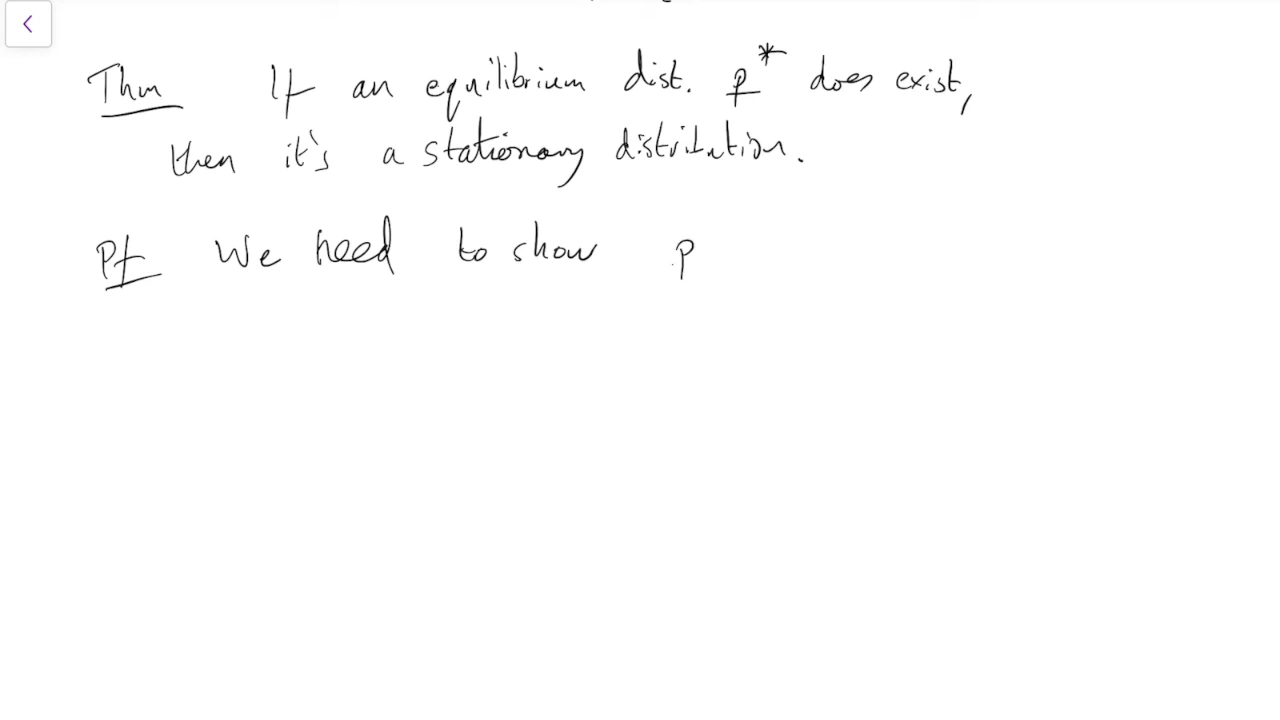 Thm If an equilibrium dist. p* does exist,
then it's a stationary distribution.
Pf We need to show p